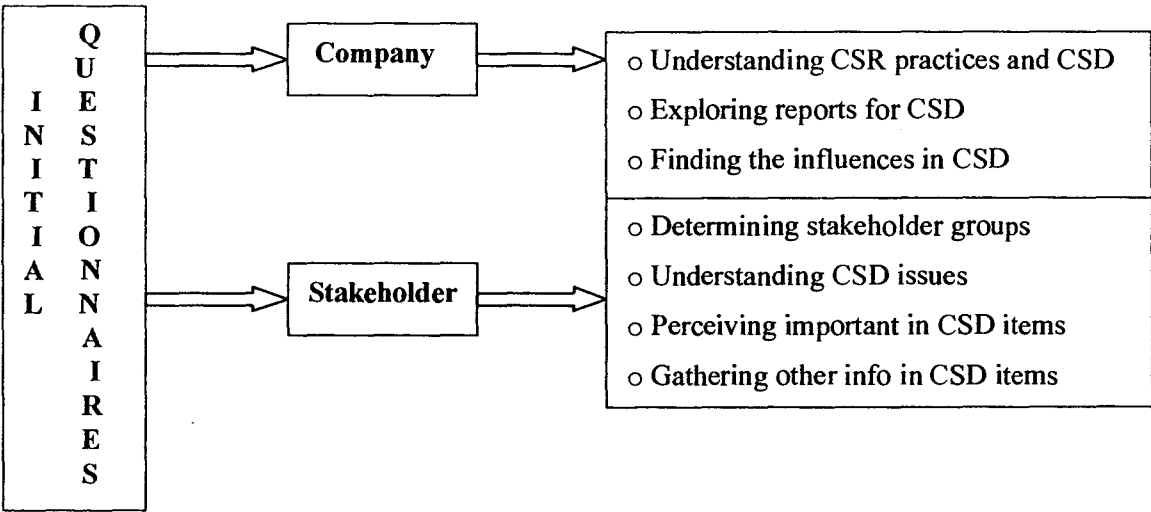 INITIAL
QUESTIONNAIRES
Company
○ Understanding CSR practices and CSD
○ Exploring reports for CSD
○ Finding the influences in CSD
Stakeholder
○ Determining stakeholder groups
○ Understanding CSD issues
○ Perceiving important in CSD items
○ Gathering other info in CSD items